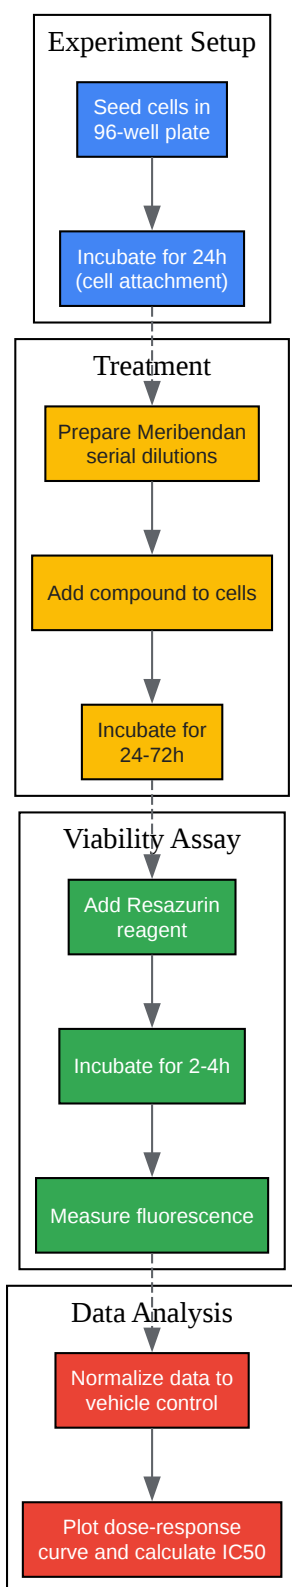 Experiment Setup
Seed cells in
96-well plate
Incubate for 24h
(cell attachment)
Treatment
Prepare Meribendan
serial dilutions
Add compound to cells
Incubate for
24-72h
Viability Assay
Add Resazurin
reagent
Incubate for 2-4h
Measure fluorescence
Data Analysis
Normalize data to
vehicle control
Plot dose-response
curve and calculate IC50